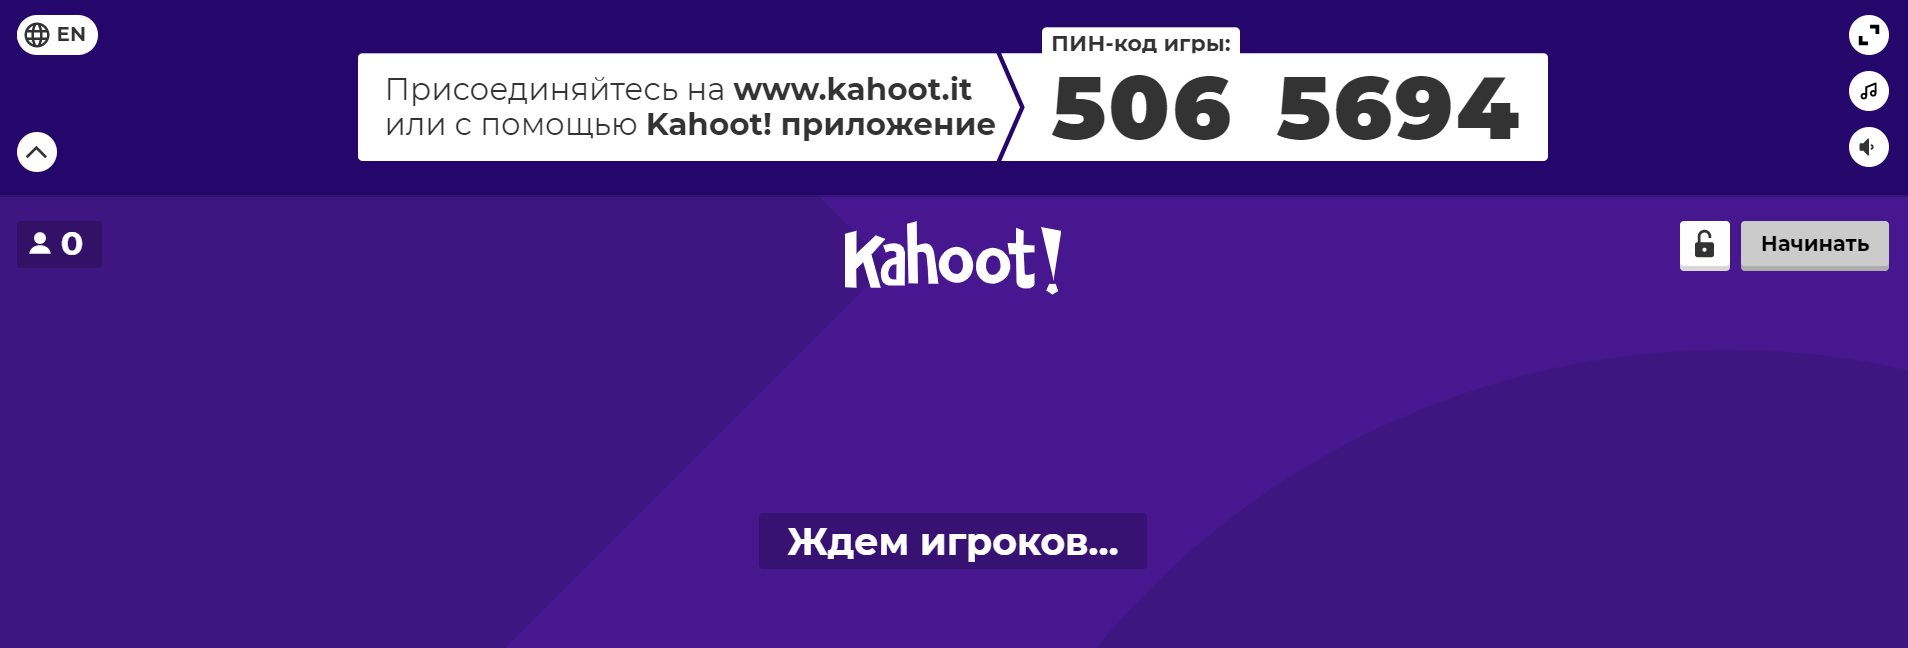 EN
ПИН-код игры:
Присоединяйтесь на www.kahoot.it
или с помощью Kahoot! приложение
506 5694
0
Kahoot!
Начинать
Ждем игроков...